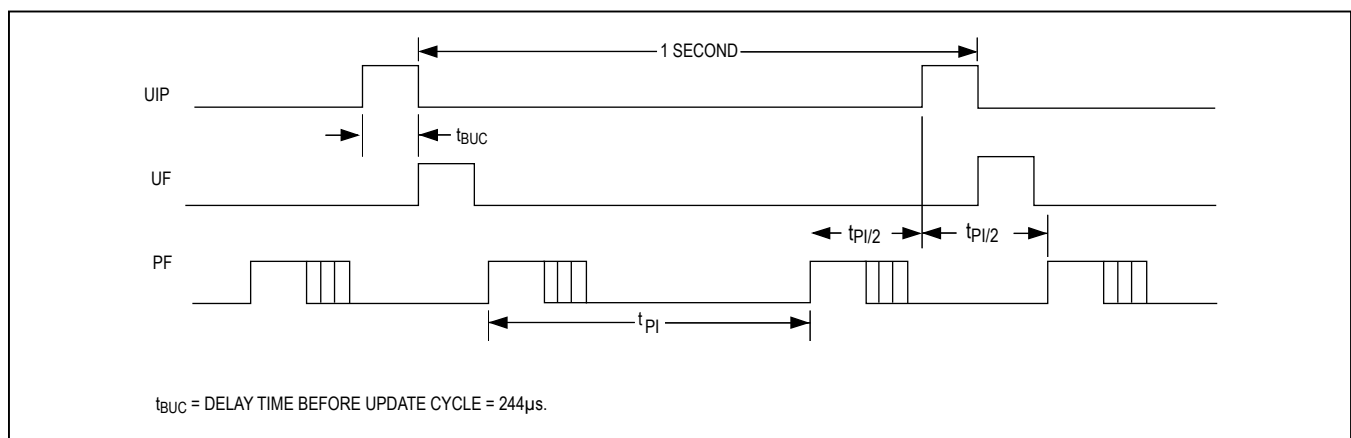 1 SECOND
UIP
tBUC
UF
tPI/2 tPI/2
PF
tPI
tBUC = DELAY TIME BEFORE UPDATE CYCLE = 244µs.